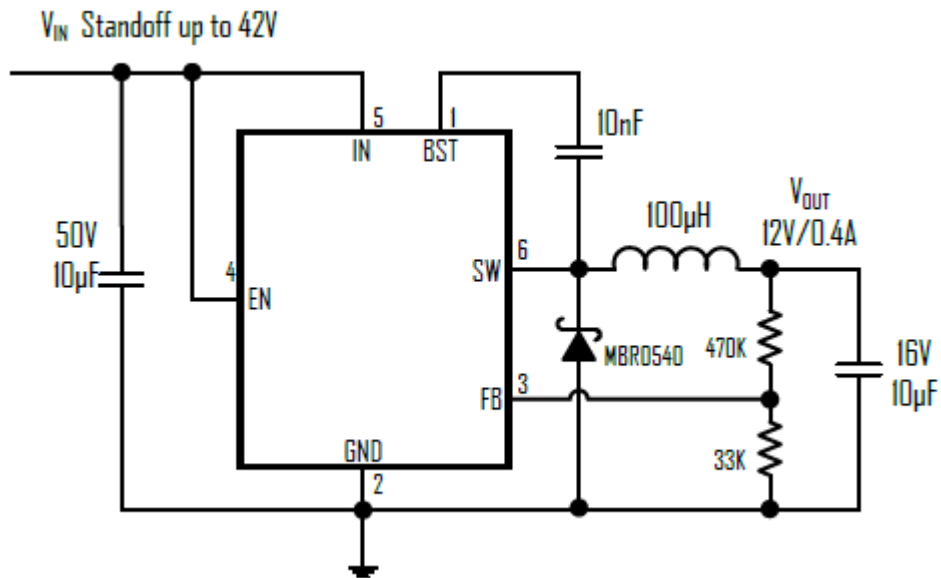 VIN Standoff up to 42V
5
1
IN
BST
10nF
50V
10µF
4
EN
SW
6
100µH
VOUT
12V/0.4A
MBR0540
470K
16V
10µF
FB
3
33K
GND
2